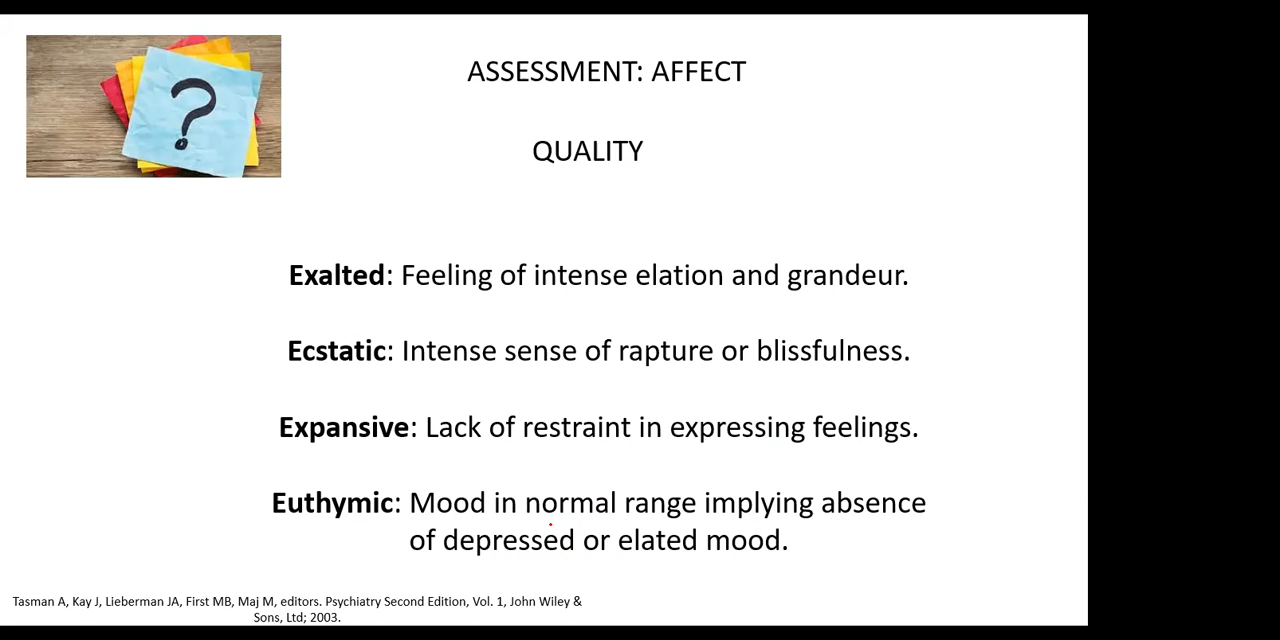 ?
ASSESSMENT: AFFECT
QUALITY
Exalted: Feeling of intense elation and grandeur.
Ecstatic: Intense sense of rapture or blissfulness.
Expansive: Lack of restraint in expressing feelings.
Euthymic: Mood in normal range implying absence
of depressed or elated mood.
Tasman A, Kay J, Lieberman JA, First MB, Maj M, editors. Psychiatry Second Edition, Vol. 1, John Wiley &
Sons, Ltd; 2003.